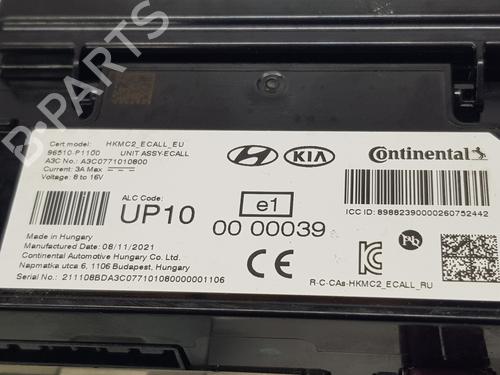 Cert model: HKMC2_ECALL_EU
96510-P1100 UNIT ASSY-ECALL
A3C No.: A3C0771010800
Current: 3A Max
Voltage: 8 to 16V
HYUNDAI KIA Continental
ALC Code:
UP10
e1
00 00039
ICC ID: 89882390000260752442
Made in Hungary
Manufactured Date: 08/11/2021
Continental Automotive Hungary Co. Ltd.
Napmatka utca 6, 1106 Budapest, Hungary
Serial No.: 211108BDA3C077101080000001106
CE
Pb
R-C-CAs-HKMC2_ECALL_RU
B-PARTS